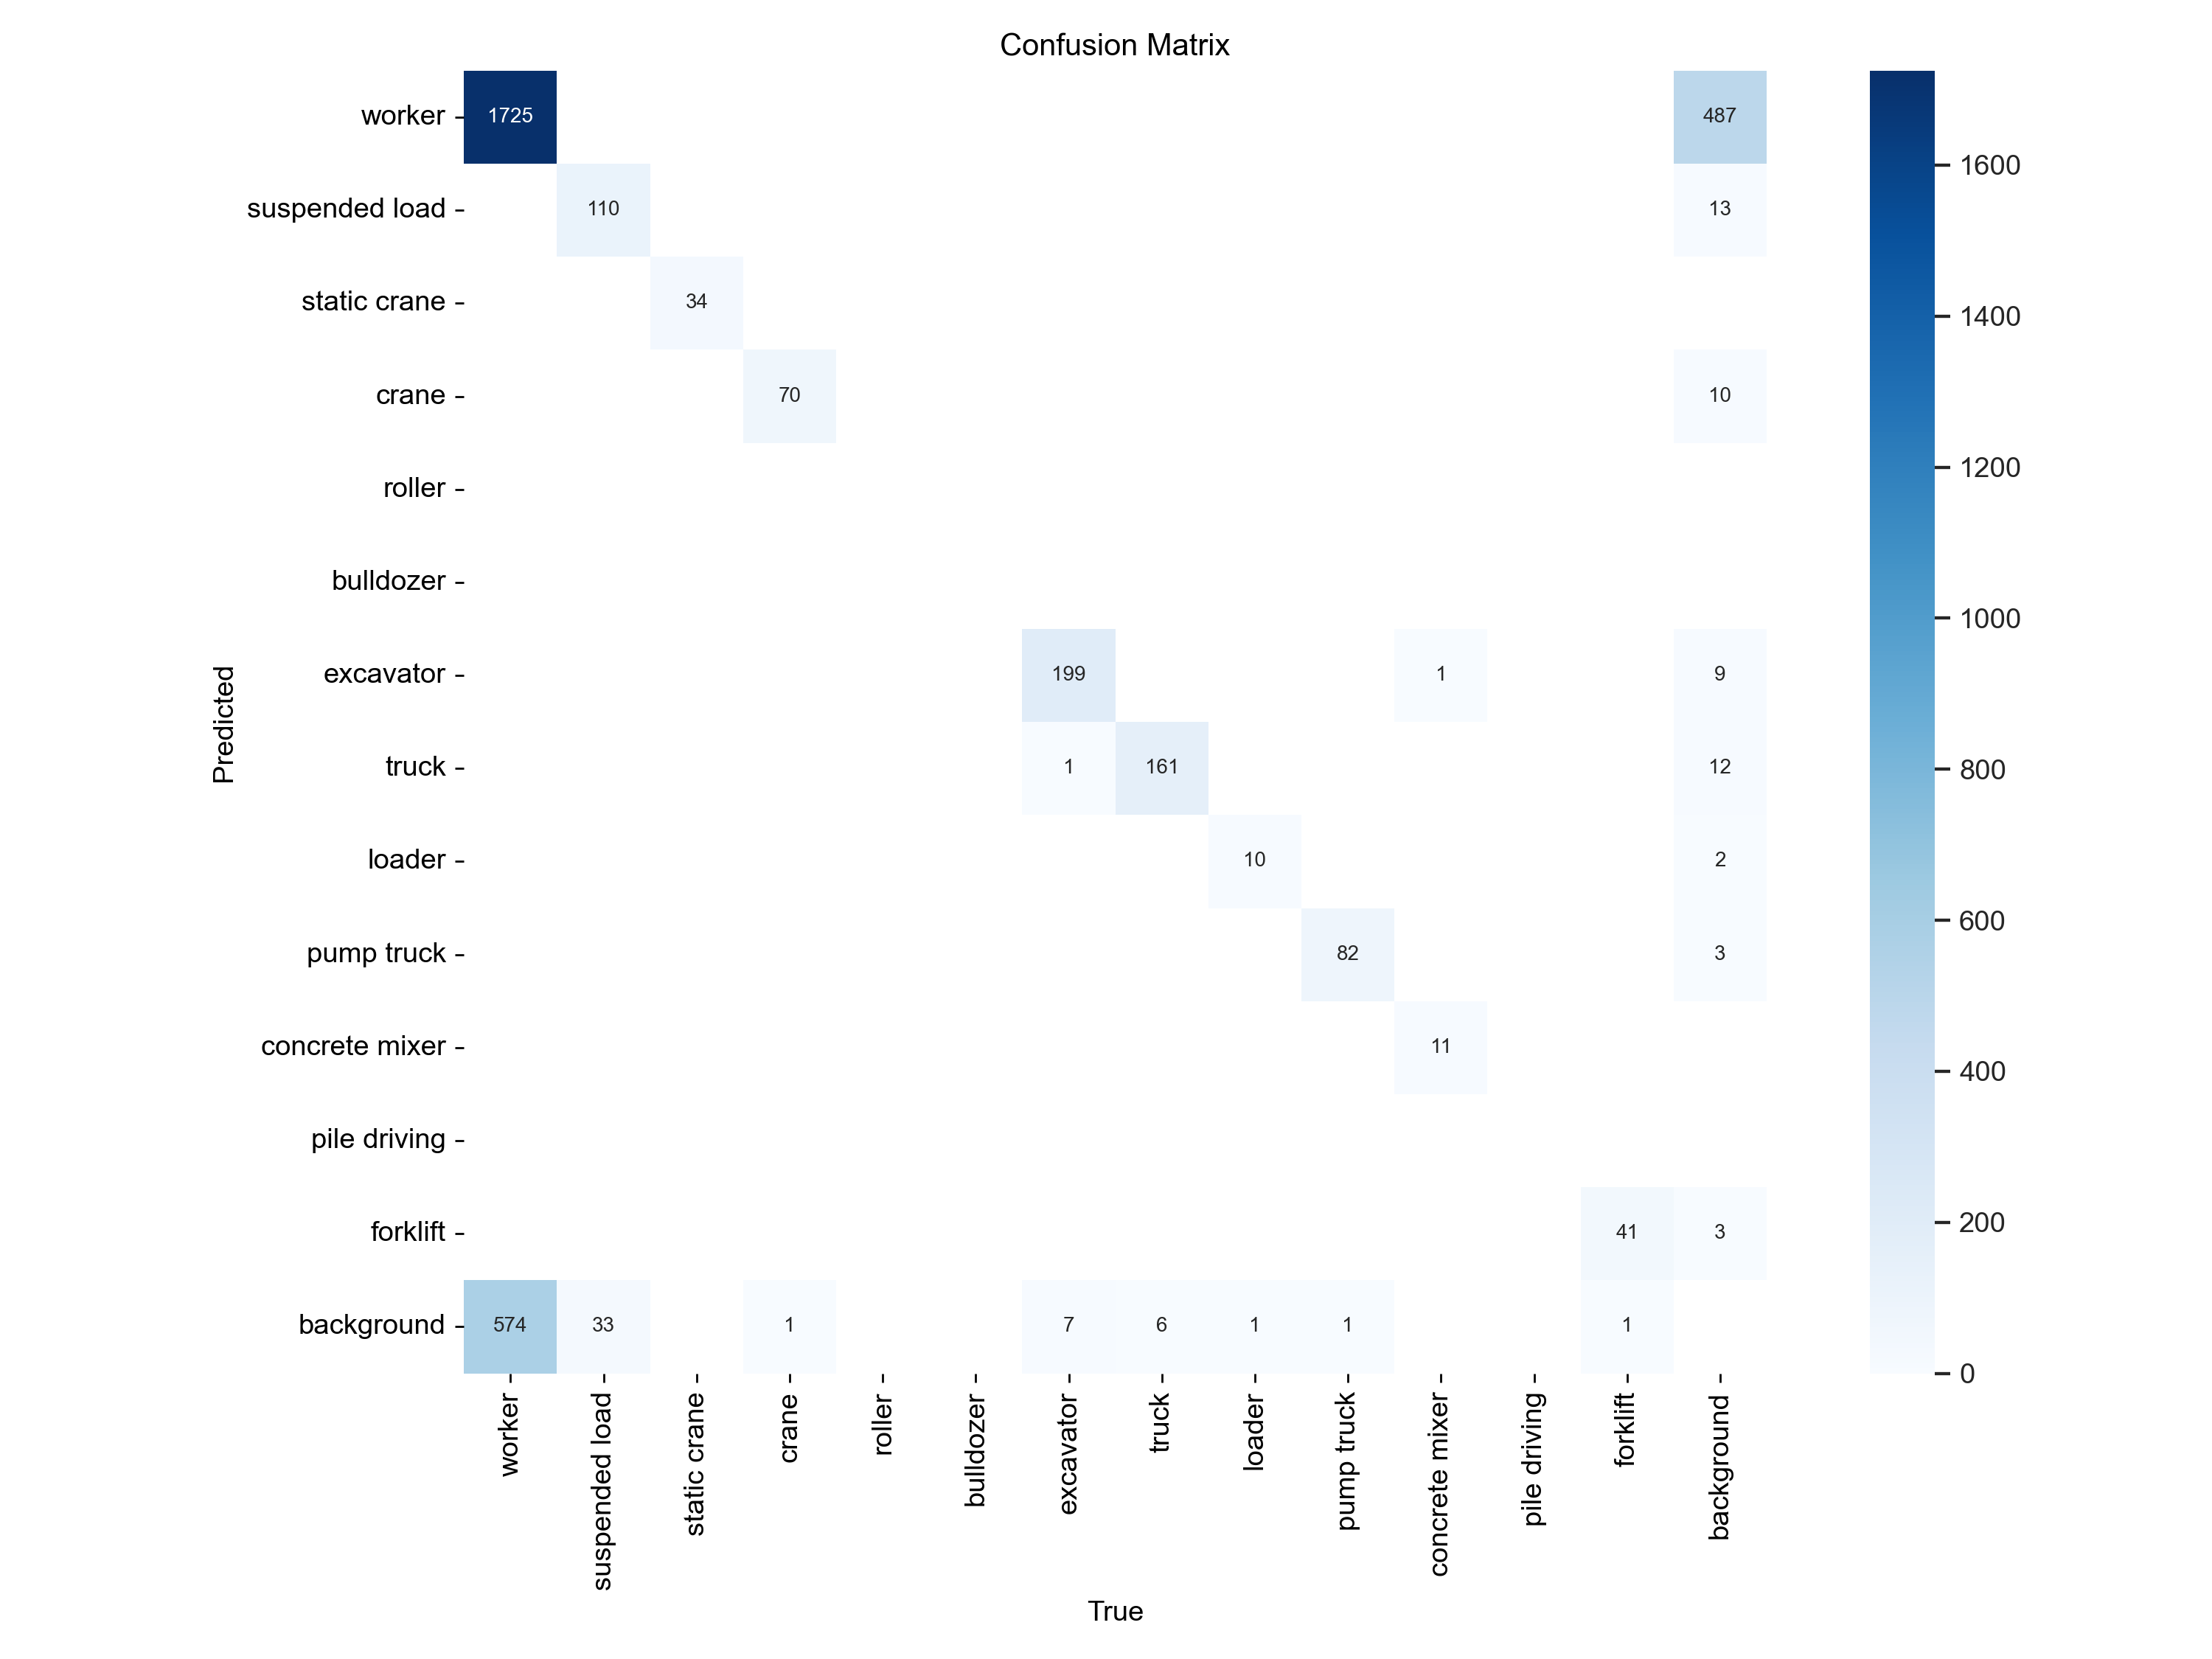 Confusion Matrix
worker 1725 487
suspended load 110 13
static crane 34
crane 70 10
roller
bulldozer
excavator 199 1 9
truck 1 161 12
loader 10 2
pump truck 82 3
concrete mixer 11
pile driving
forklift 41 3
background 574 33 1 7 6 1 1 1
Predicted
worker
suspended load
static crane
crane
roller
bulldozer
excavator
truck
loader
pump truck
concrete mixer
pile driving
forklift
background
True
1600
1400
1200
1000
800
600
400
200
0